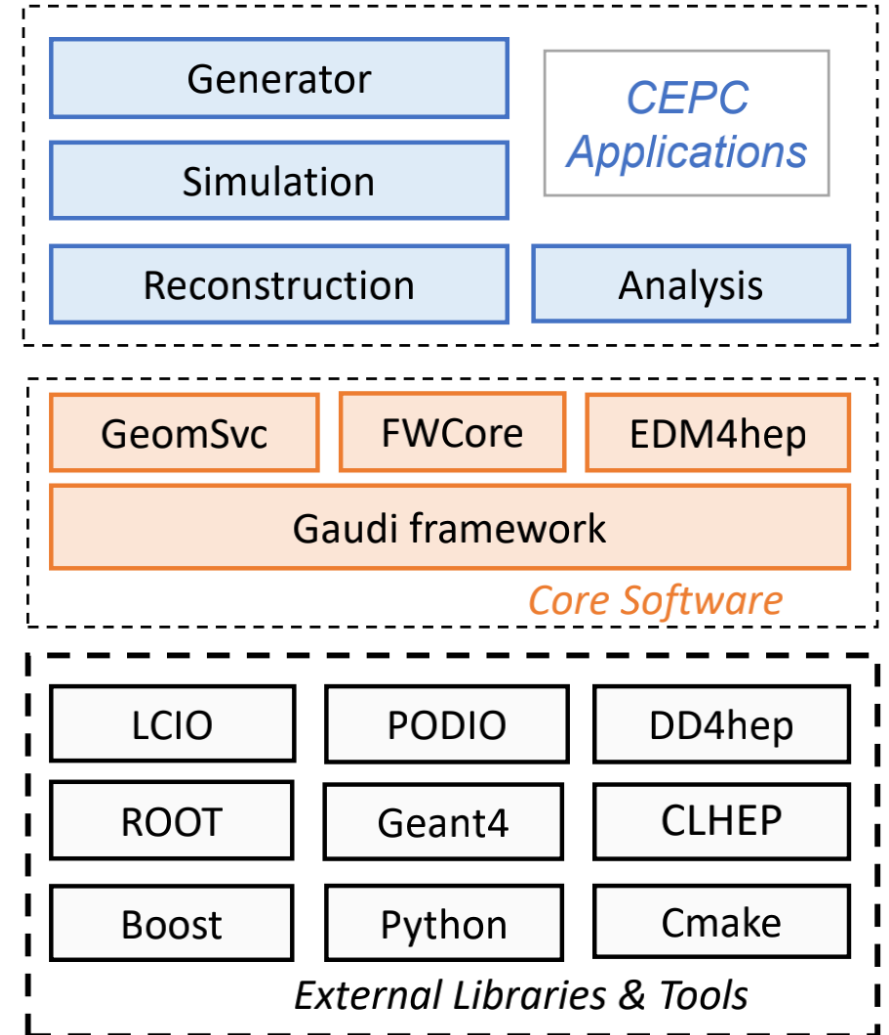 Generator
CEPC
Applications
Simulation
Reconstruction
Analysis
GeomSvc
FWCore
EDM4hep
Gaudi framework
Core Software
LCIO
PODIO
DD4hep
ROOT
Geant4
CLHEP
Boost
Python
Cmake
External Libraries & Tools